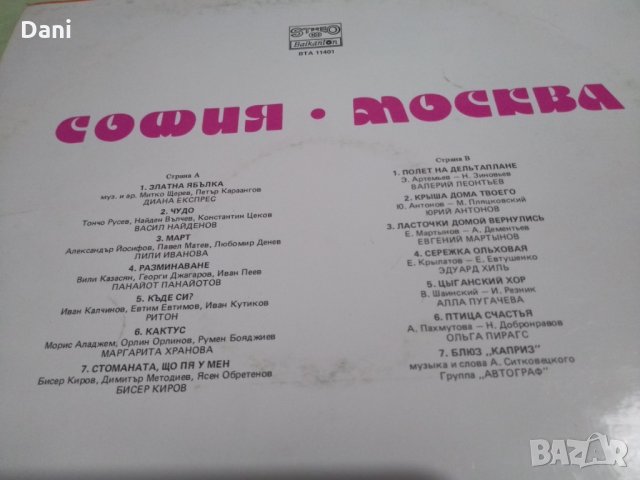 Dani
СТЕРЕО
Balkanton
ВТА 11401
СОФИЯ • МОСКВА
Страна А
1. ЗЛАТНА ЯБЪЛКА
муз. и ар. Митко Щерев, Петър Караангов
ДИАНА ЕКСПРЕС
2. ЧУДО
Тончо Русев, Найден Вълчев, Константин Цеков
ВАСИЛ НАЙДЕНОВ
3. МАРТ
Александър Йосифов, Павел Матев, Любомир Денев
ЛИЛИ ИВАНОВА
4. РАЗМИНАВАНЕ
Вили Казасян, Георги Джагаров, Иван Пеев
ПАНАЙОТ ПАНАЙОТОВ
5. КЪДЕ СИ?
Иван Калчинов, Евтим Евтимов, Иван Кутиков
РИТОН
6. КАКТУС
Морис Аладжем, Орлин Орлинов, Румен Бояджиев
МАРГАРИТА ХРАНОВА
7. СТОМАНАТА, ЩО ПЯ У МЕН
Бисер Киров, Димитър Методиев, Ясен Обретенов
БИСЕР КИРОВ
Страна В
1. ПОЛЕТ НА ДЕЛЬТАПЛАНЕ
Э. Артемьев — Н. Зиновьев
ВАЛЕРИЙ ЛЕОНТЬЕВ
2. КРЫША ДОМА ТВОЕГО
Ю. Антонов — М. Пляцковский
ЮРИЙ АНТОНОВ
3. ЛАСТОЧКИ ДОМОЙ ВЕРНУЛИСЬ
Е. Мартынов — А. Дементьев
ЕВГЕНИЙ МАРТЫНОВ
4. СЕРЕЖКА ОЛЬХОВАЯ
Е. Крылатов — Е. Евтушенко
ЭДУАРД ХИЛЬ
5. ЦЫГАНСКИЙ ХОР
В. Шаинский — И. Резник
АЛЛА ПУГАЧЕВА
6. ПТИЦА СЧАСТЬЯ
А. Пахмутова — Н. Добронравов
ОЛЬГА ПИРАГС
7. БЛЮЗ „КАПРИЗ"
музыка и слова А. Ситковецкого
Группа „АВТОГРАФ"
BAZAR
bg